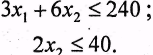 3x₁ + 6x₂ ≤ 240 ;
2x₂ ≤ 40.